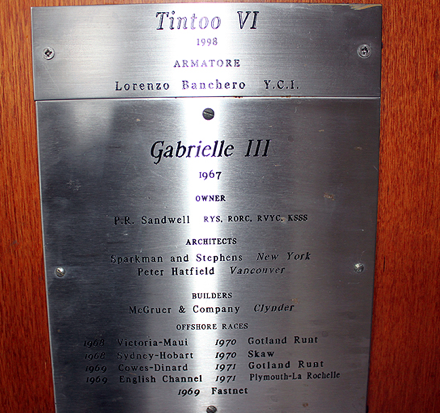 Tintoo VI
1998
ARMATORE
Lorenzo Banchero Y.C.I.
Gabrielle III
1967
OWNER
P.R. Sandwell RYS, RORC, RVYC, KSSS
ARCHITECTS
Sparkman and Stephens New York
Peter Hatfield Vancouver
BUILDERS
McGruer & Company Clynder
OFFSHORE RACES
1968 Victoria-Maui 1970 Gotland Runt
1968 Sydney-Hobart 1970 Skaw
1969 Cowes-Dinard 1971 Gotland Runt
1969 English Channel 1971 Plymouth-La Rochelle
1969 Fastnet